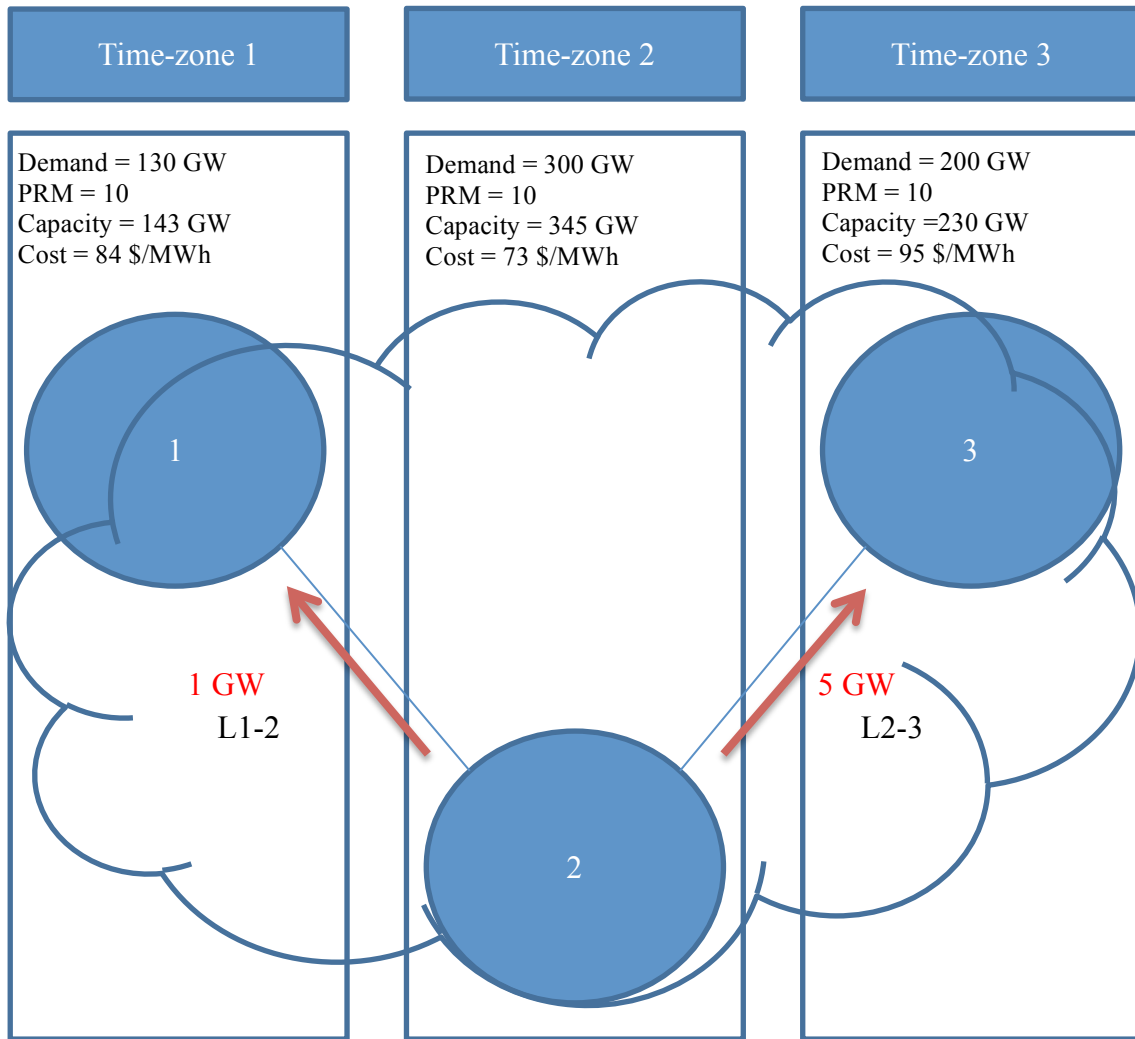 Time-zone 1
Time-zone 2
Time-zone 3
Demand = 130 GW
PRM = 10
Capacity = 143 GW
Cost = 84 $/MWh
Demand = 300 GW
PRM = 10
Capacity = 345 GW
Cost = 73 $/MWh
Demand = 200 GW
PRM = 10
Capacity =230 GW
Cost = 95 $/MWh
1
3
1 GW
L1-2
5 GW
L2-3
2